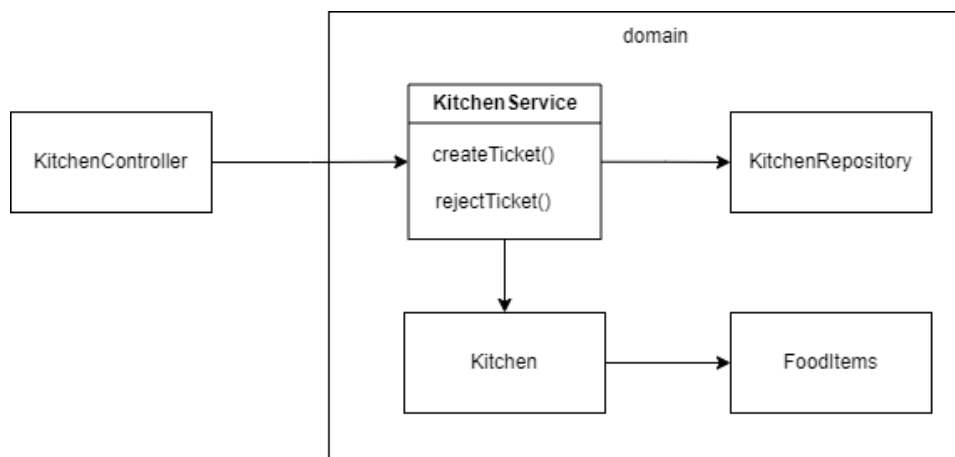 domain
KitchenService
KitchenController
createTicket()
rejectTicket()
KitchenRepository
Kitchen
FoodItems